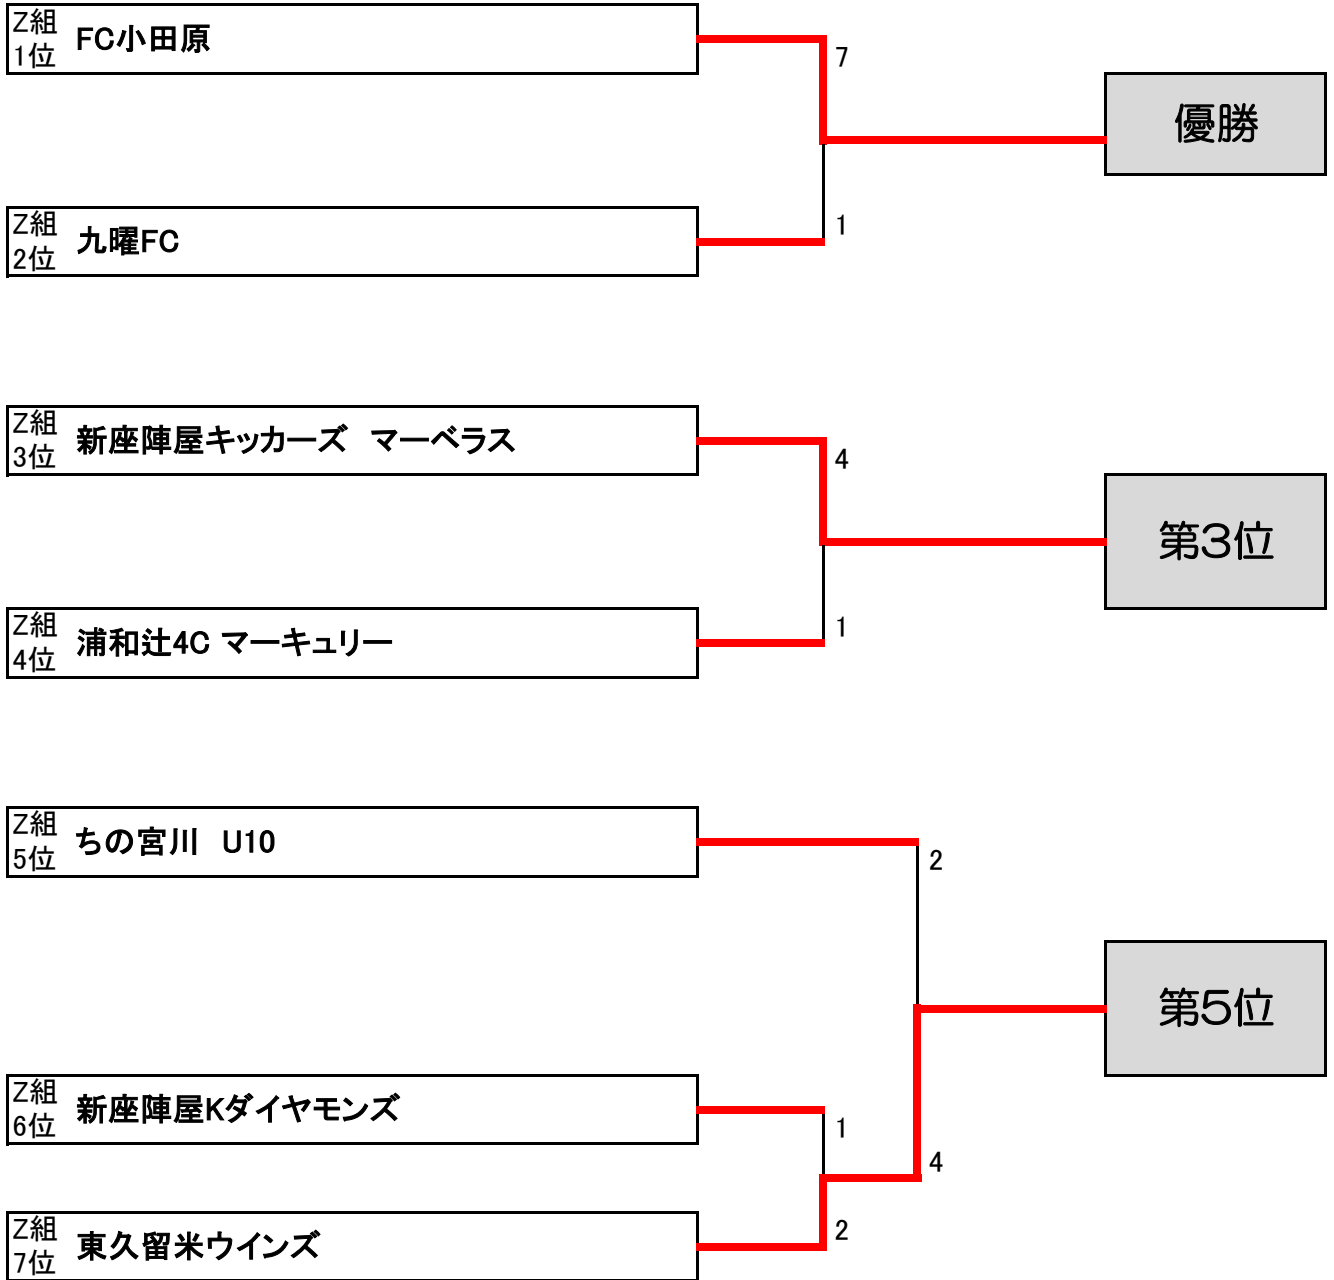 Z組
1位
FC小田原
7
優勝
Z組
2位
九曜FC
1
Z組
3位
新座陣屋キッカーズ　マーベラス
4
第3位
Z組
4位
浦和辻4C マーキュリー
1
Z組
5位
ちの宮川　U10
2
第5位
Z組
6位
新座陣屋Kダイヤモンズ
1
4
Z組
7位
東久留米ウインズ
2